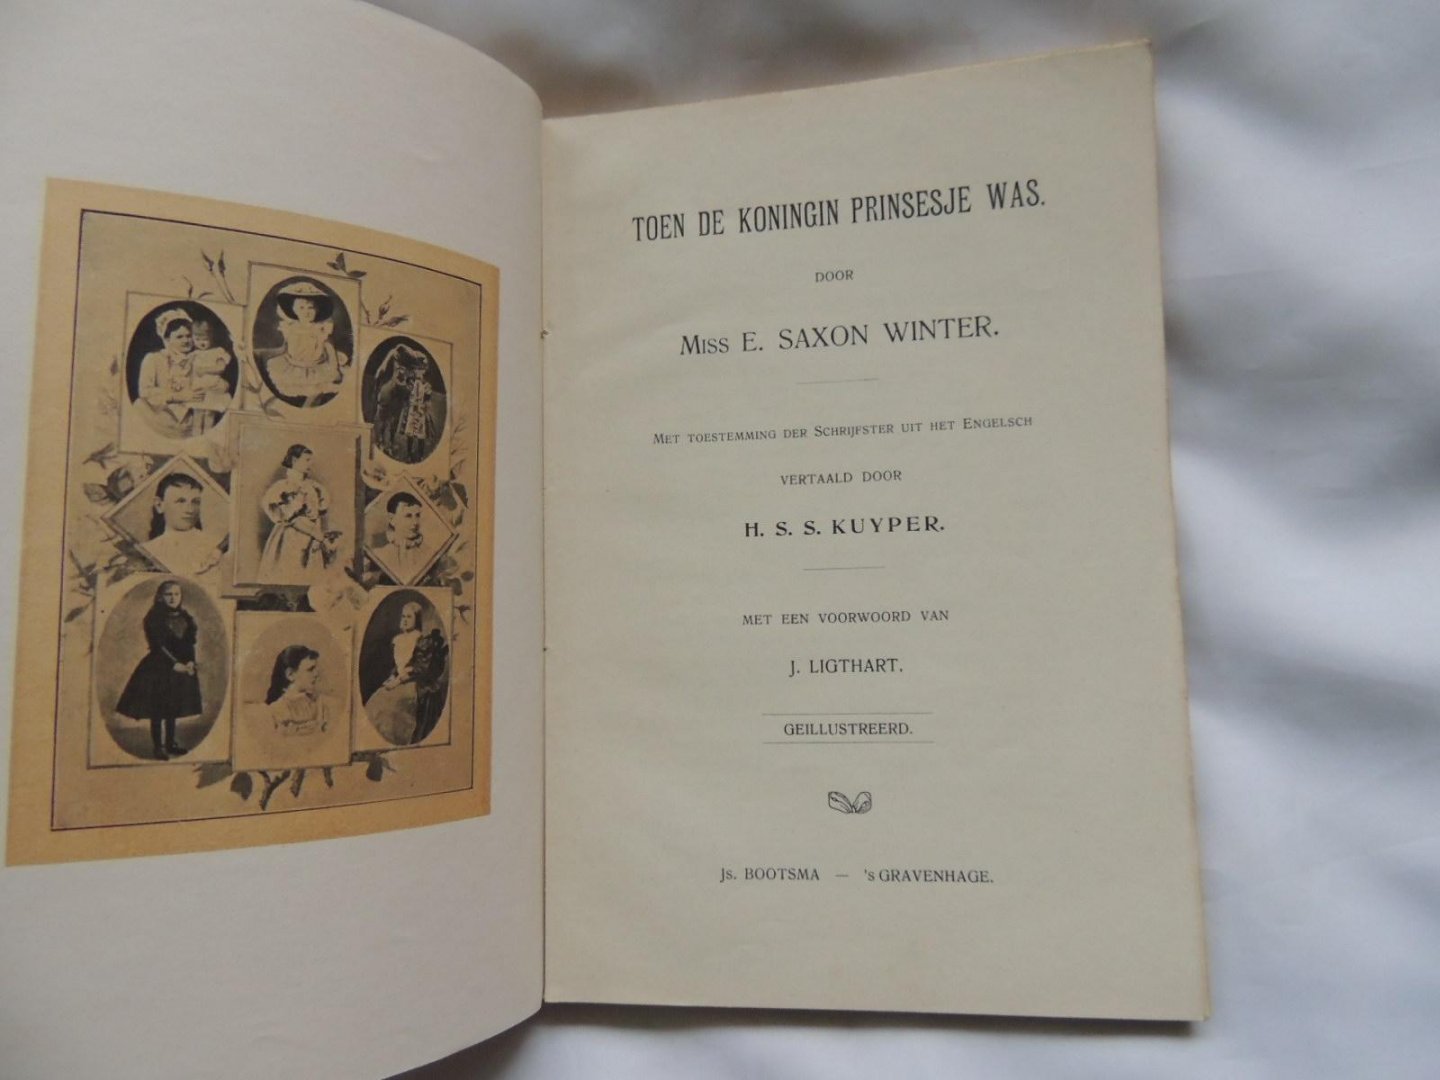 TOEN DE KONINGIN PRINSESJE WAS.
DOOR
MISS E. SAXON WINTER.
MET TOESTEMMING DER SCHRIJFSTER UIT HET ENGELSCH
VERTAALD DOOR
H. S. S. KUYPER.
MET EEN VOORWOORD VAN
J. LIGTHART.
GEILLUSTREERD.
Js. BOOTSMA — 's GRAVENHAGE.